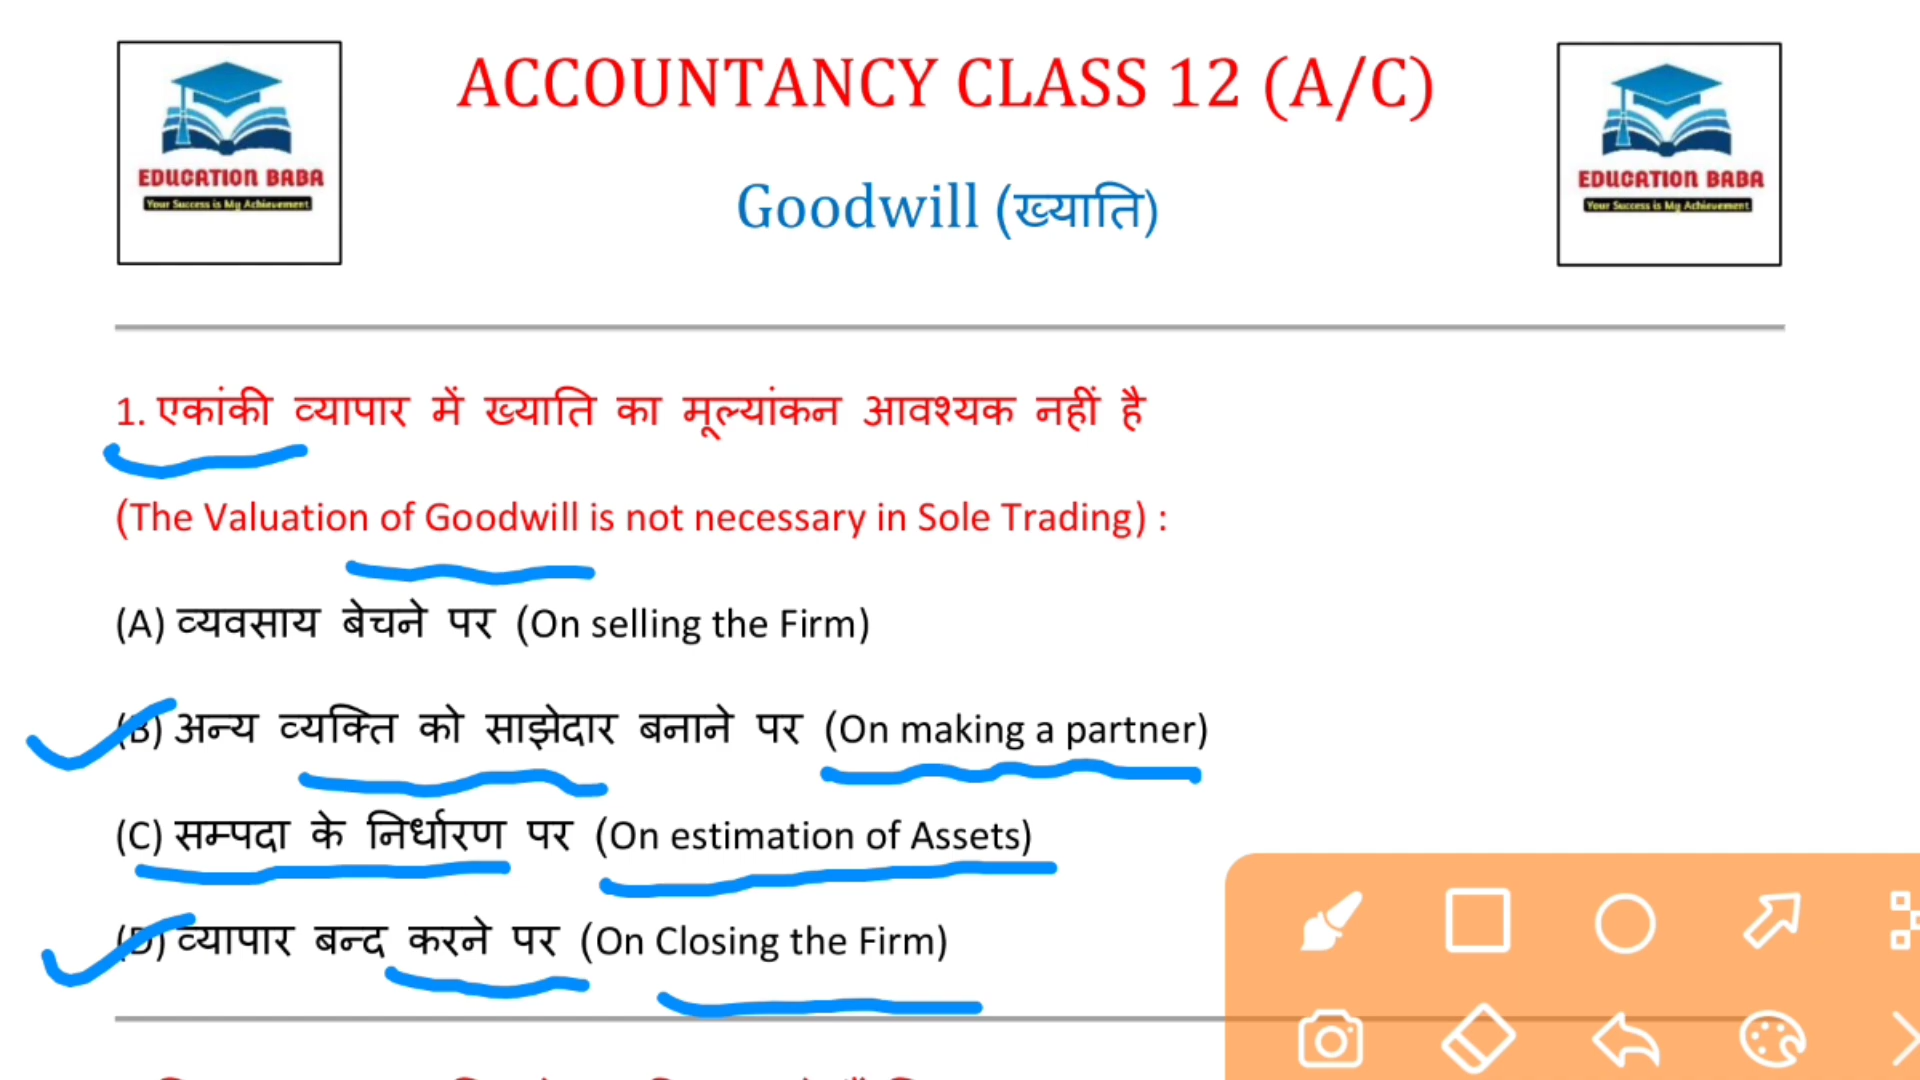 EDUCATION BABA
Your Success is My Achievement
ACCOUNTANCY CLASS 12 (A/C)
Goodwill (ख्याति)
EDUCATION BABA
Your Success is My Achievement
1. एकांकी व्यापार में ख्याति का मूल्यांकन आवश्यक नहीं है
(The Valuation of Goodwill is not necessary in Sole Trading) :
(A) व्यवसाय बेचने पर (On selling the Firm)
(B) अन्य व्यक्ति को साझेदार बनाने पर (On making a partner)
(C) सम्पदा के निर्धारण पर (On estimation of Assets)
(D) व्यापार बन्द करने पर (On Closing the Firm)